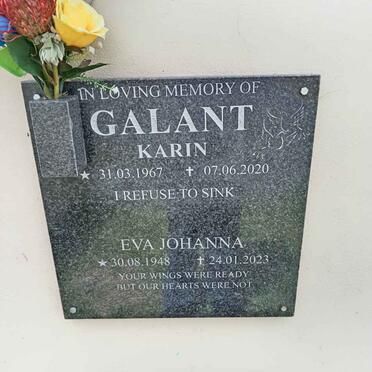 IN LOVING MEMORY OF
GALANT
KARIN
★ 31.03.1967 ✝ 07.06.2020
I REFUSE TO SINK
EVA JOHANNA
★ 30.08.1948 ✝ 24.01.2023
YOUR WINGS WERE READY
BUT OUR HEARTS WERE NOT